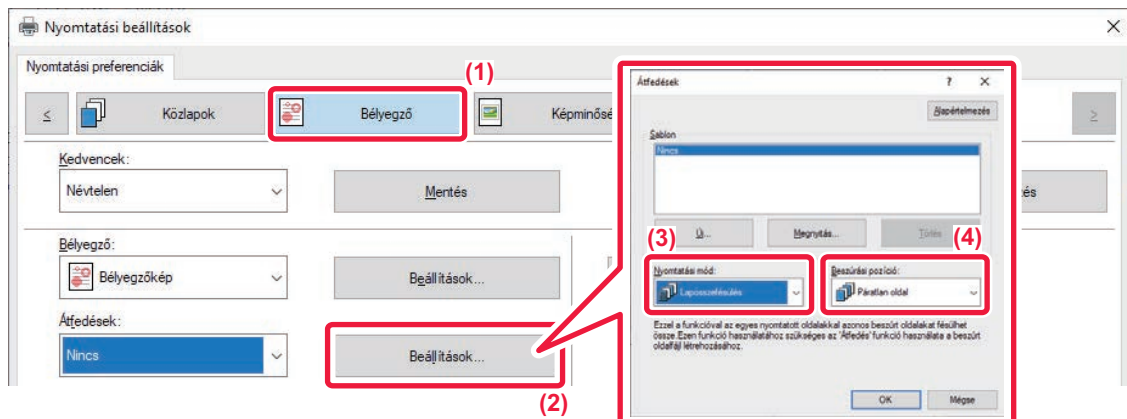 Nyomtatási beállítások
Nyomtatási preferenciák
(1)
<
Közlapok
Bélyegző
Képminősé
>
Kedvencek:
Névtelen
Mentés
és
Bélyegző:
Bélyegzőkép
Beállítások...
Átfedések:
Nincs
Beállítások...
(2)
Átfedések
?
Alapértelmezés
Sablon
Nincs
Új...
Megnyitás...
Törlés
(3)
(4)
Nyomtatási mód:
Lapösszefésülés
Beszúrási pozíció:
Páratlan oldal
Ezzel a funkcióval az egyes nyomtatott oldalakkal azonos beszúrt oldalakat fésülhet
össze.Ezen funkció használatához szükséges az 'Átfedés' funkció használata a beszúrt
oldalfájl létrehozásához.
OK
Mégse